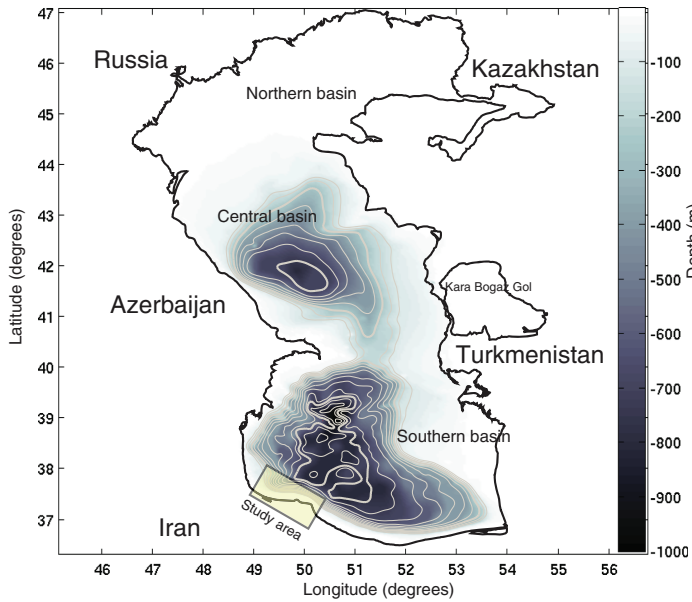 47
46
45
44
43
42
41
40
39
38
37
Latitude (degrees)
Russia
Kazakhstan
Northern basin
Central basin
Kara Bogaz Gol
Azerbaijan
Turkmenistan
Southern basin
Study area
Iran
46 47 48 49 50 51 52 53 54 55 56
Longitude (degrees)
-100
-200
-300
-400
-500
-600
-700
-800
-900
-1000
Depth (m)